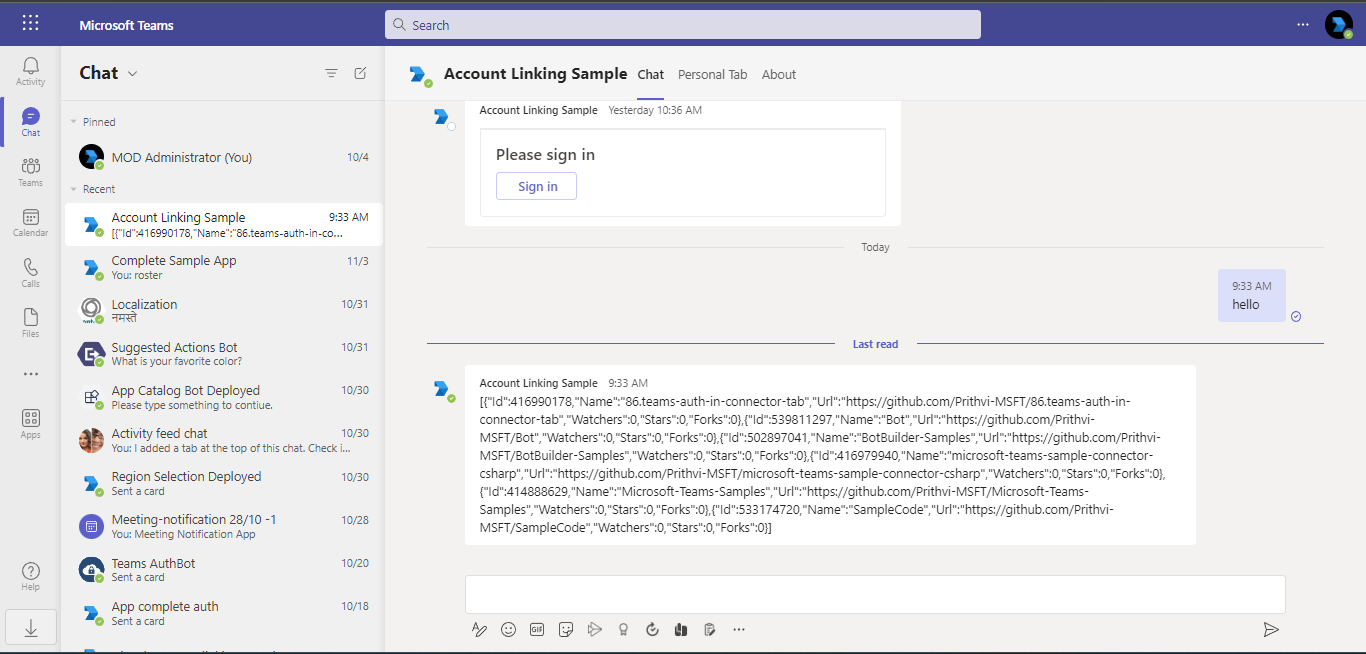 Microsoft Teams
Search
Activity
Chat
Teams
Calendar
Calls
Files
Apps
Help
Chat
Pinned
MOD Administrator (You) 10/4
Recent
Account Linking Sample 9:33 AM
[{"Id":416990178,"Name":"86.teams-auth-in-co...
Complete Sample App 11/3
You: roster
Localization 10/31
नमस्ते
Suggested Actions Bot 10/31
What is your favorite color?
App Catalog Bot Deployed 10/30
Please type something to contiue.
Activity feed chat 10/30
You: I added a tab at the top of this chat. Check i...
Region Selection Deployed 10/30
Sent a card
Meeting-notification 28/10 -1 10/28
You: Meeting Notification App
Teams AuthBot 10/20
Sent a card
App complete auth 10/18
Sent a card
Account Linking Sample Chat Personal Tab About
Account Linking Sample Yesterday 10:36 AM
Please sign in
Sign in
Today
9:33 AM
hello
Last read
Account Linking Sample 9:33 AM
[{"Id":416990178,"Name":"86.teams-auth-in-connector-tab","Url":"https://github.com/Prithvi-MSFT/86.teams-auth-in-
connector-tab","Watchers":0,"Stars":0,"Forks":0},{"Id":539811297,"Name":"Bot","Url":"https://github.com/Prithvi-
MSFT/Bot","Watchers":0,"Stars":0,"Forks":0},{"Id":502897041,"Name":"BotBuilder-Samples","Url":"https://github.com/Prithvi-
MSFT/BotBuilder-Samples","Watchers":0,"Stars":0,"Forks":0},{"Id":416979940,"Name":"microsoft-teams-sample-connector-
csharp","Url":"https://github.com/Prithvi-MSFT/microsoft-teams-sample-connector-csharp","Watchers":0,"Stars":0,"Forks":0},
{"Id":414888629,"Name":"Microsoft-Teams-Samples","Url":"https://github.com/Prithvi-MSFT/Microsoft-Teams-
Samples","Watchers":0,"Stars":0,"Forks":0},{"Id":533174720,"Name":"SampleCode","Url":"https://github.com/Prithvi-
MSFT/SampleCode","Watchers":0,"Stars":0,"Forks":0}]
GIF